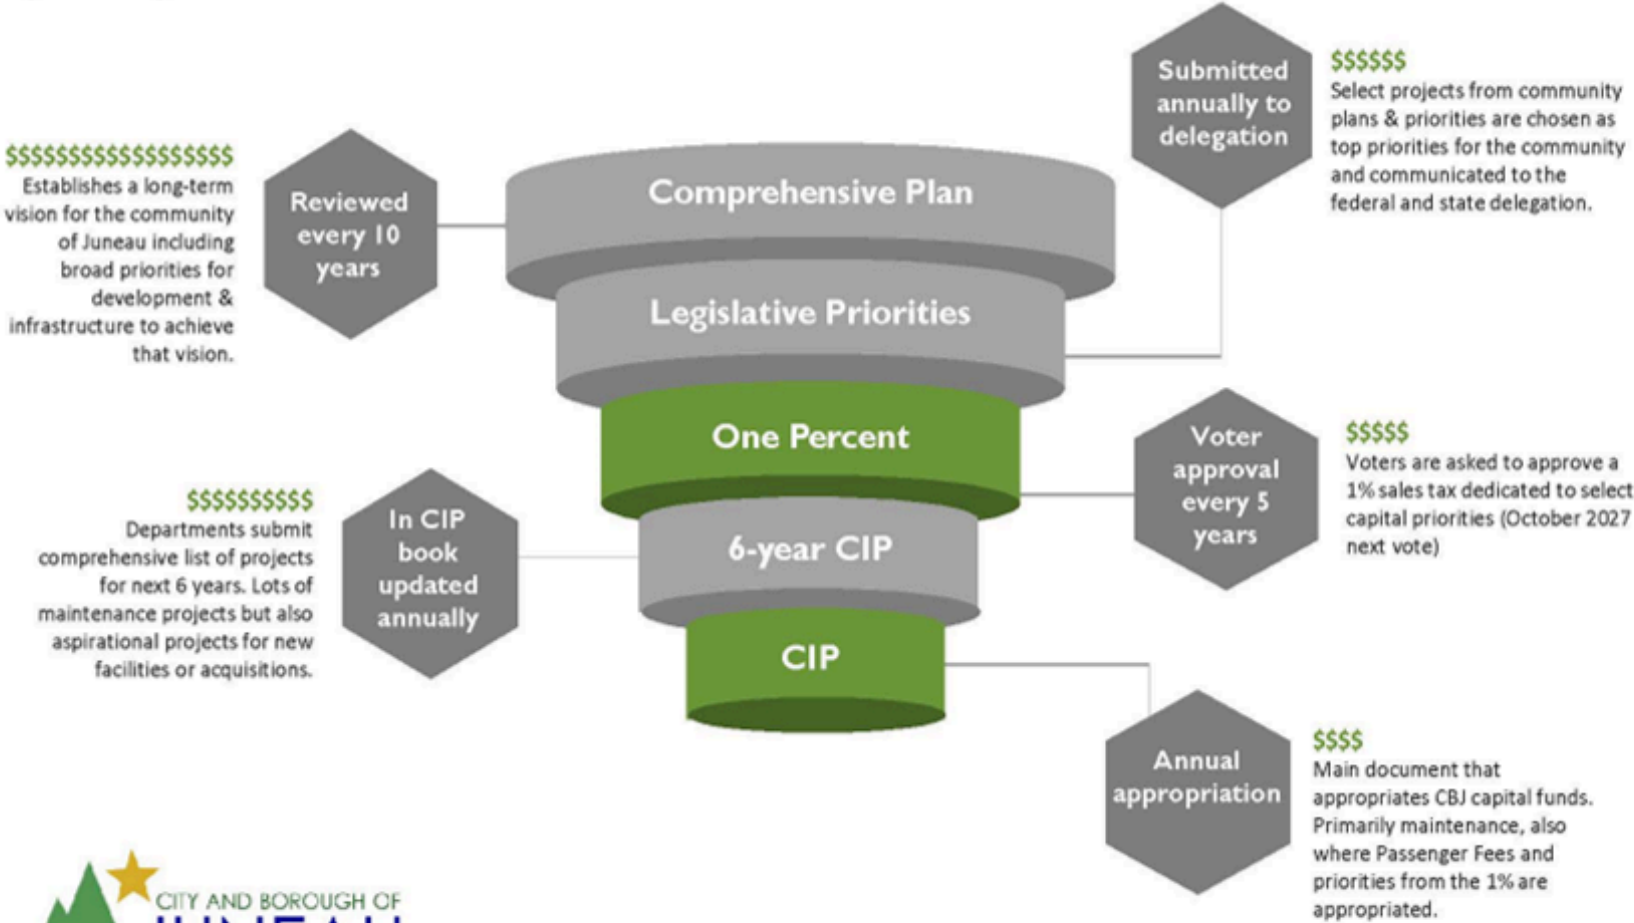 Submitted
annually to
delegation
$$$$$$
Select projects from community
plans & priorities are chosen as
top priorities for the community
and communicated to the
federal and state delegation.
$$$$$$$$$$$$$$$$$$
Establishes a long-term
vision for the community
of Juneau including
broad priorities for
development &
infrastructure to achieve
that vision.
Reviewed
every 10
years
Comprehensive Plan
Legislative Priorities
One Percent
6-year CIP
CIP
Voter
approval
every 5
years
$$$$$
Voters are asked to approve a
1% sales tax dedicated to select
capital priorities (October 2027
next vote)
$$$$$$$$$$
Departments submit
comprehensive list of projects
for next 6 years. Lots of
maintenance projects but also
aspirational projects for new
facilities or acquisitions.
In CIP
book
updated
annually
Annual
appropriation
$$$$
Main document that
appropriates CBJ capital funds.
Primarily maintenance, also
where Passenger Fees and
priorities from the 1% are
appropriated.
CITY AND BOROUGH OF
JUNEAU